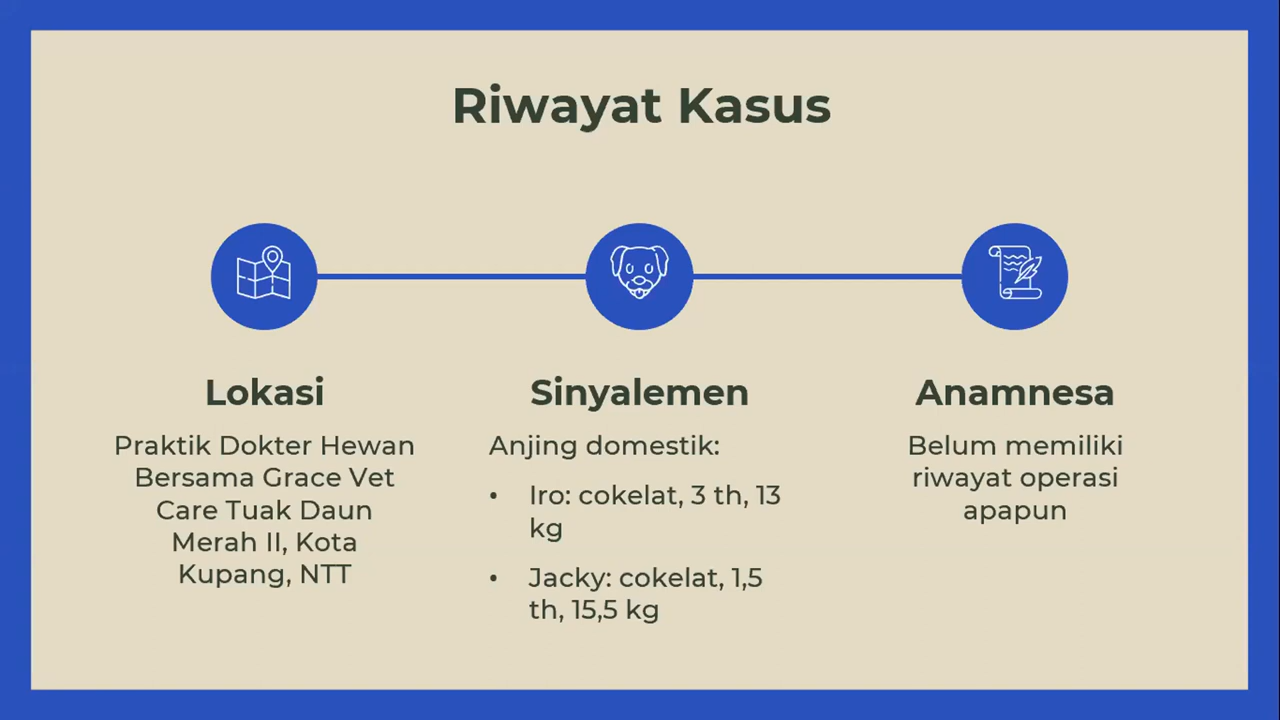 Riwayat Kasus
Lokasi
Praktik Dokter Hewan
Bersama Grace Vet
Care Tuak Daun
Merah II, Kota
Kupang, NTT
Sinyalemen
Anjing domestik:
• Iro: cokelat, 3 th, 13
kg
• Jacky: cokelat, 1,5
th, 15,5 kg
Anamnesa
Belum memiliki
riwayat operasi
apapun